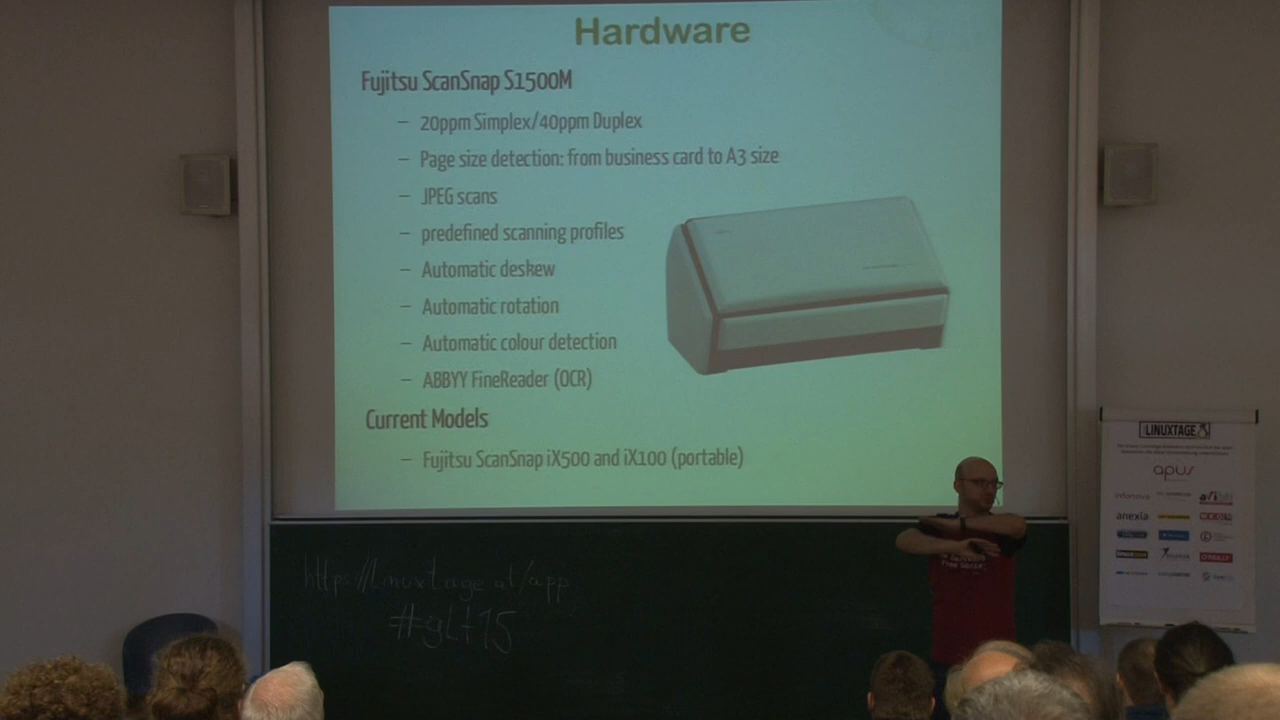 Hardware
Fujitsu ScanSnap S1500M
– 20ppm Simplex/40ppm Duplex
– Page size detection: from business card to A3 size
– JPEG scans
– predefined scanning profiles
– Automatic deskew
– Automatic rotation
– Automatic colour detection
– ABBYY FineReader (OCR)
Current Models
– Fujitsu ScanSnap iX500 and iX100 (portable)
https://linuxtage.at/app
#glt15
LINUXTAGE
apus
anexia
O'REILLY